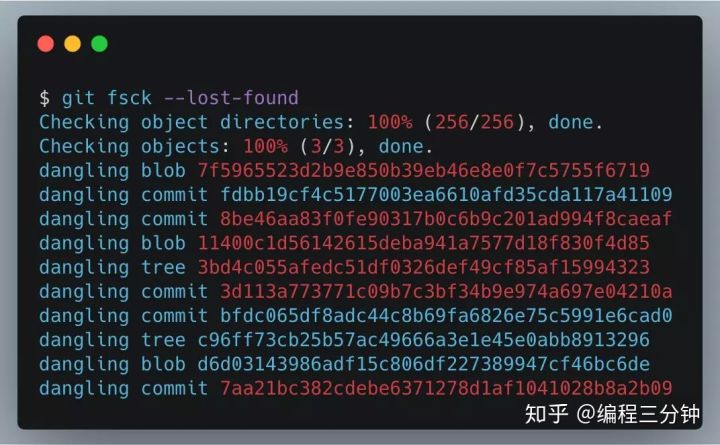 $ git fsck --lost-found
Checking object directories: 100% (256/256), done.
Checking objects: 100% (3/3), done.
dangling blob 7f5965523d2b9e850b39eb46e8e0f7c5755f6719
dangling commit fdbb19cf4c5177003ea6610afd35cda117a41109
dangling commit 8be46aa83f0fe90317b0c6b9c201ad994f8caeaf
dangling blob 11400c1d56142615deba941a7577d18f830f4d85
dangling tree 3bd4c055afedc51df0326def49cf85af15994323
dangling commit 3d113a773771c09b7c3bf34b9e974a697e04210a
dangling commit bfdc065df8adc44c8b69fa6826e75c5991e6cad0
dangling tree c96ff73cb25b57ac49666a3e1e45e0abb8913296
dangling blob d6d03143986adf15c806df227389947cf46bc6de
dangling commit 7aa21bc382cdebe6371278d1af1041028b8a2b09
知乎 @编程三分钟